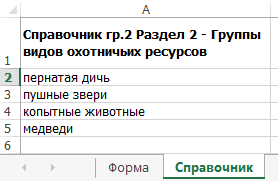 A
1 Справочник гр.2 Раздел 2 - Группы
видов охотничьих ресурсов
2 пернатая дичь
3 пушные звери
4 копытные животные
5 медведи
6
Форма Справочник